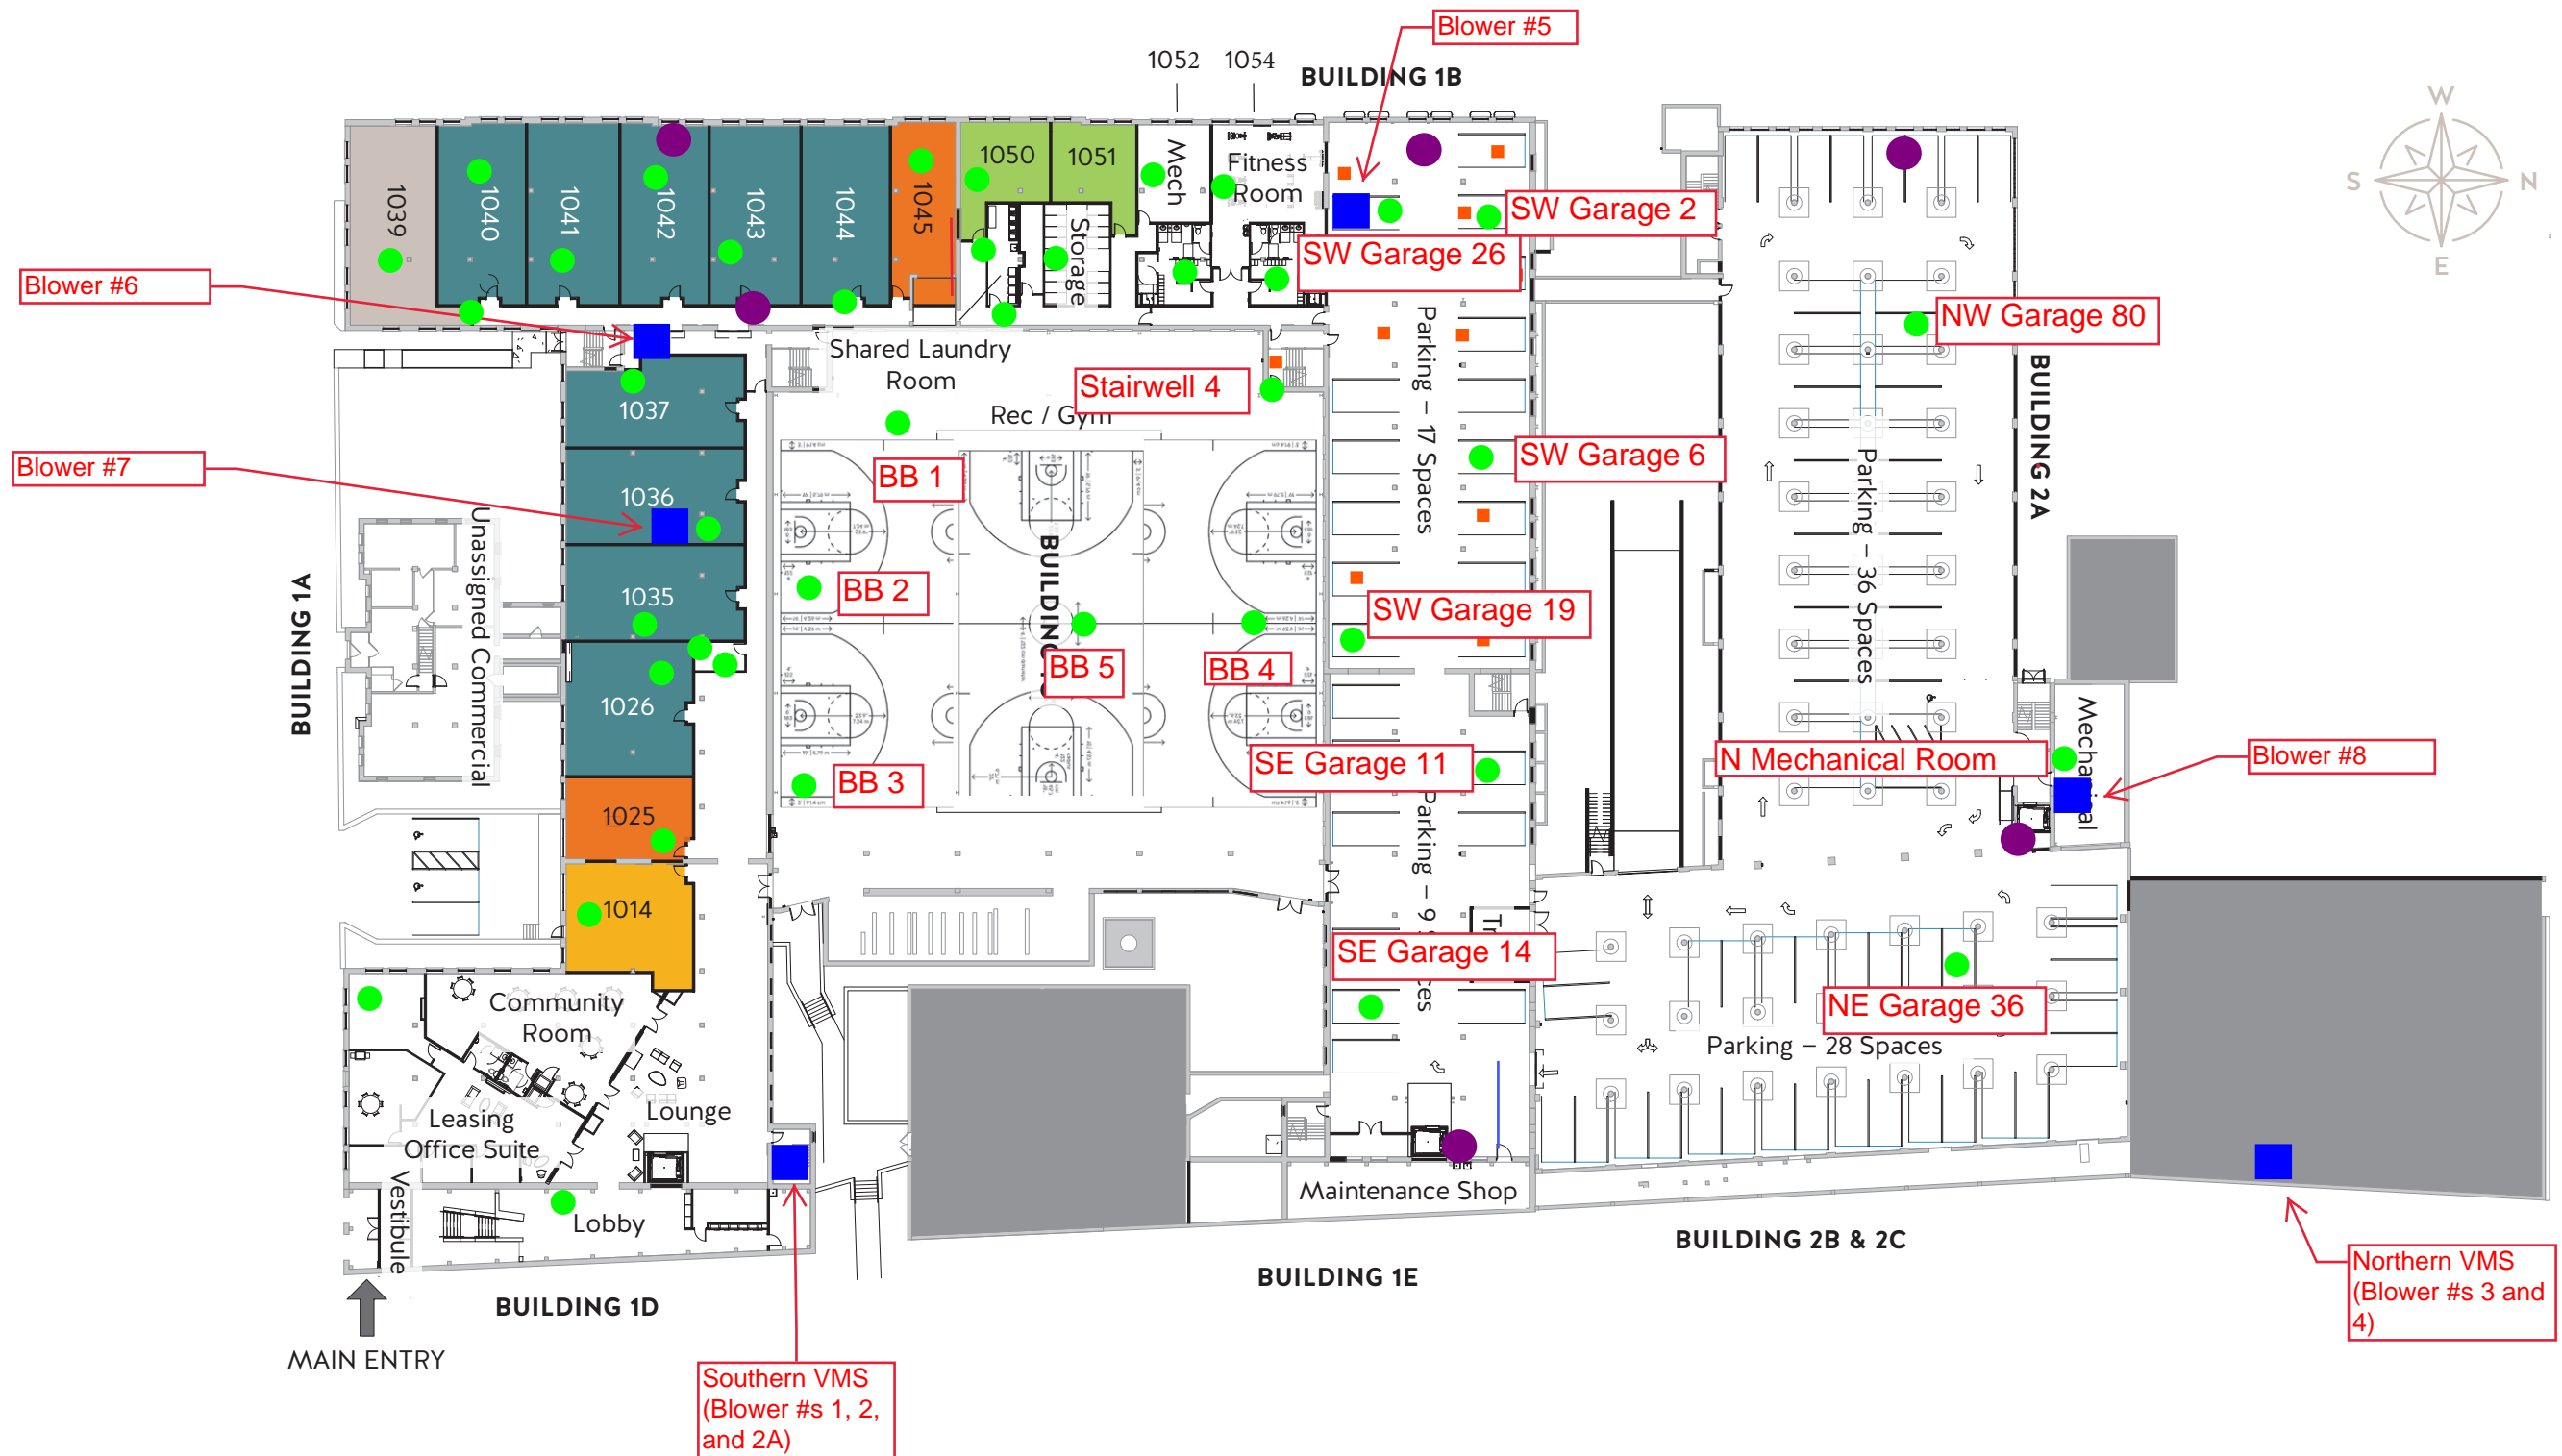 Blower #5
1052 1054
BUILDING 1B
W
S N
E
1039
1040
1041
1042
1043
1044
1045
1050
1051
Mech
Fitness
Room
Storage
SW Garage 2
SW Garage 26
Blower #6
NW Garage 80
Shared Laundry
Room
Stairwell 4
Rec / Gym
Parking – 17 Spaces
BUILDING 2A
1037
Blower #7
BB 1
SW Garage 6
1036
Unassigned Commercial
Parking – 36 Spaces
BUILDING 1A
BB 2
BUILDING
SW Garage 19
1035
BB 5
BB 4
1026
Mechanical
SE Garage 11
N Mechanical Room
Blower #8
BB 3
1025
Parking – 9
1014
SE Garage 14
NE Garage 36
Community
Room
Parking – 28 Spaces
Lounge
Leasing
Office Suite
Vestibule
Lobby
Maintenance Shop
BUILDING 2B & 2C
BUILDING 1E
BUILDING 1D
MAIN ENTRY
Northern VMS
(Blower #s 3 and
4)
Southern VMS
(Blower #s 1, 2,
and 2A)